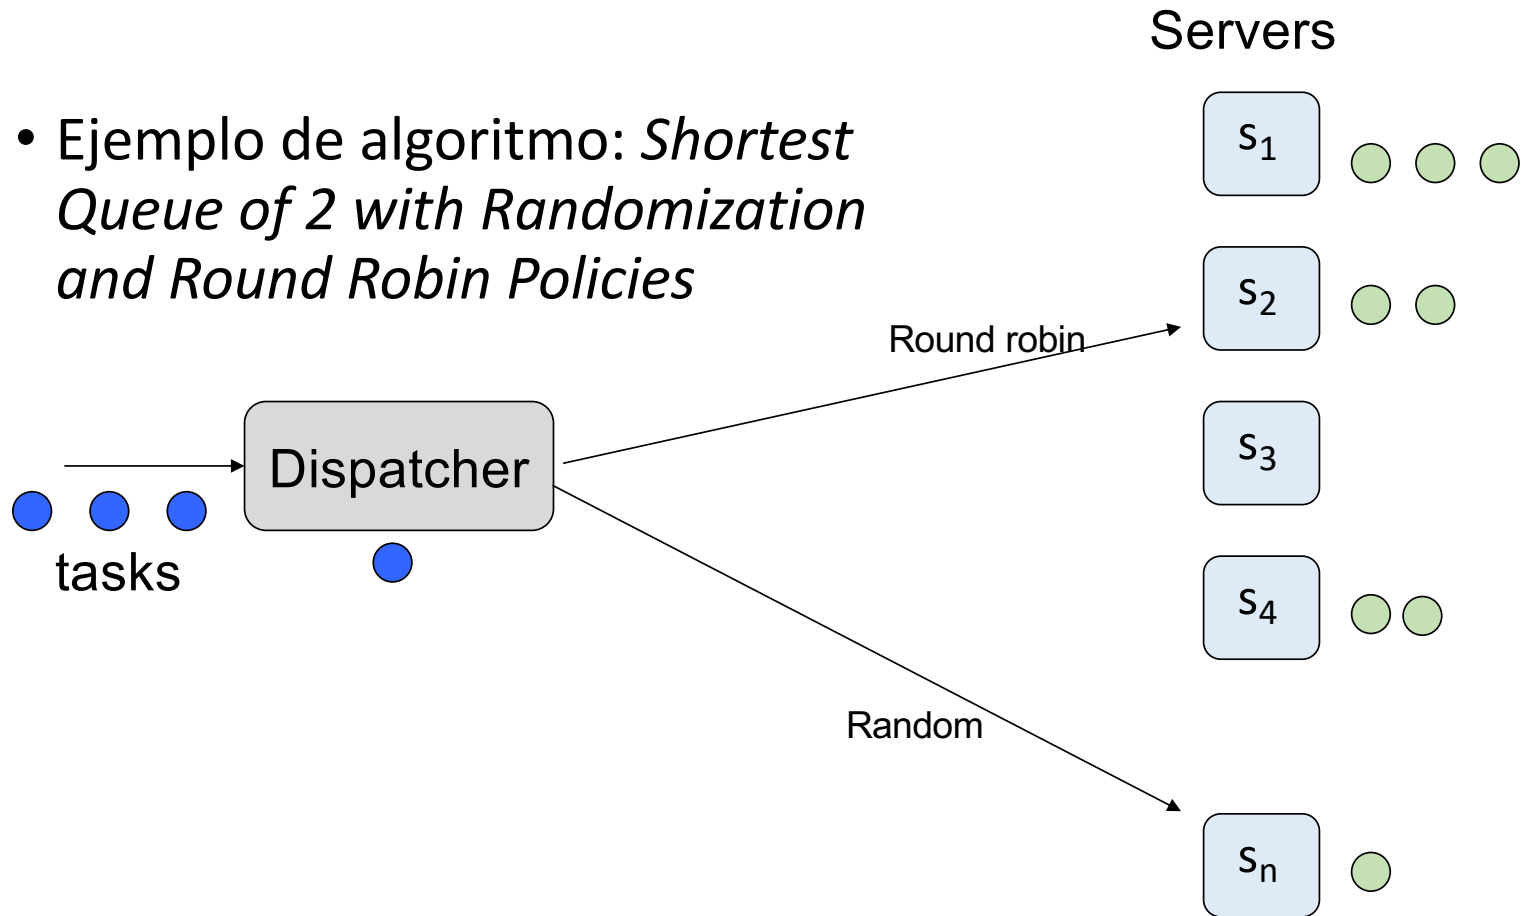 Servers
• Ejemplo de algoritmo: Shortest
Queue of 2 with Randomization
and Round Robin Policies
s₁
s₂
Round robin
s₃
Dispatcher
tasks
s₄
Random
sₙ